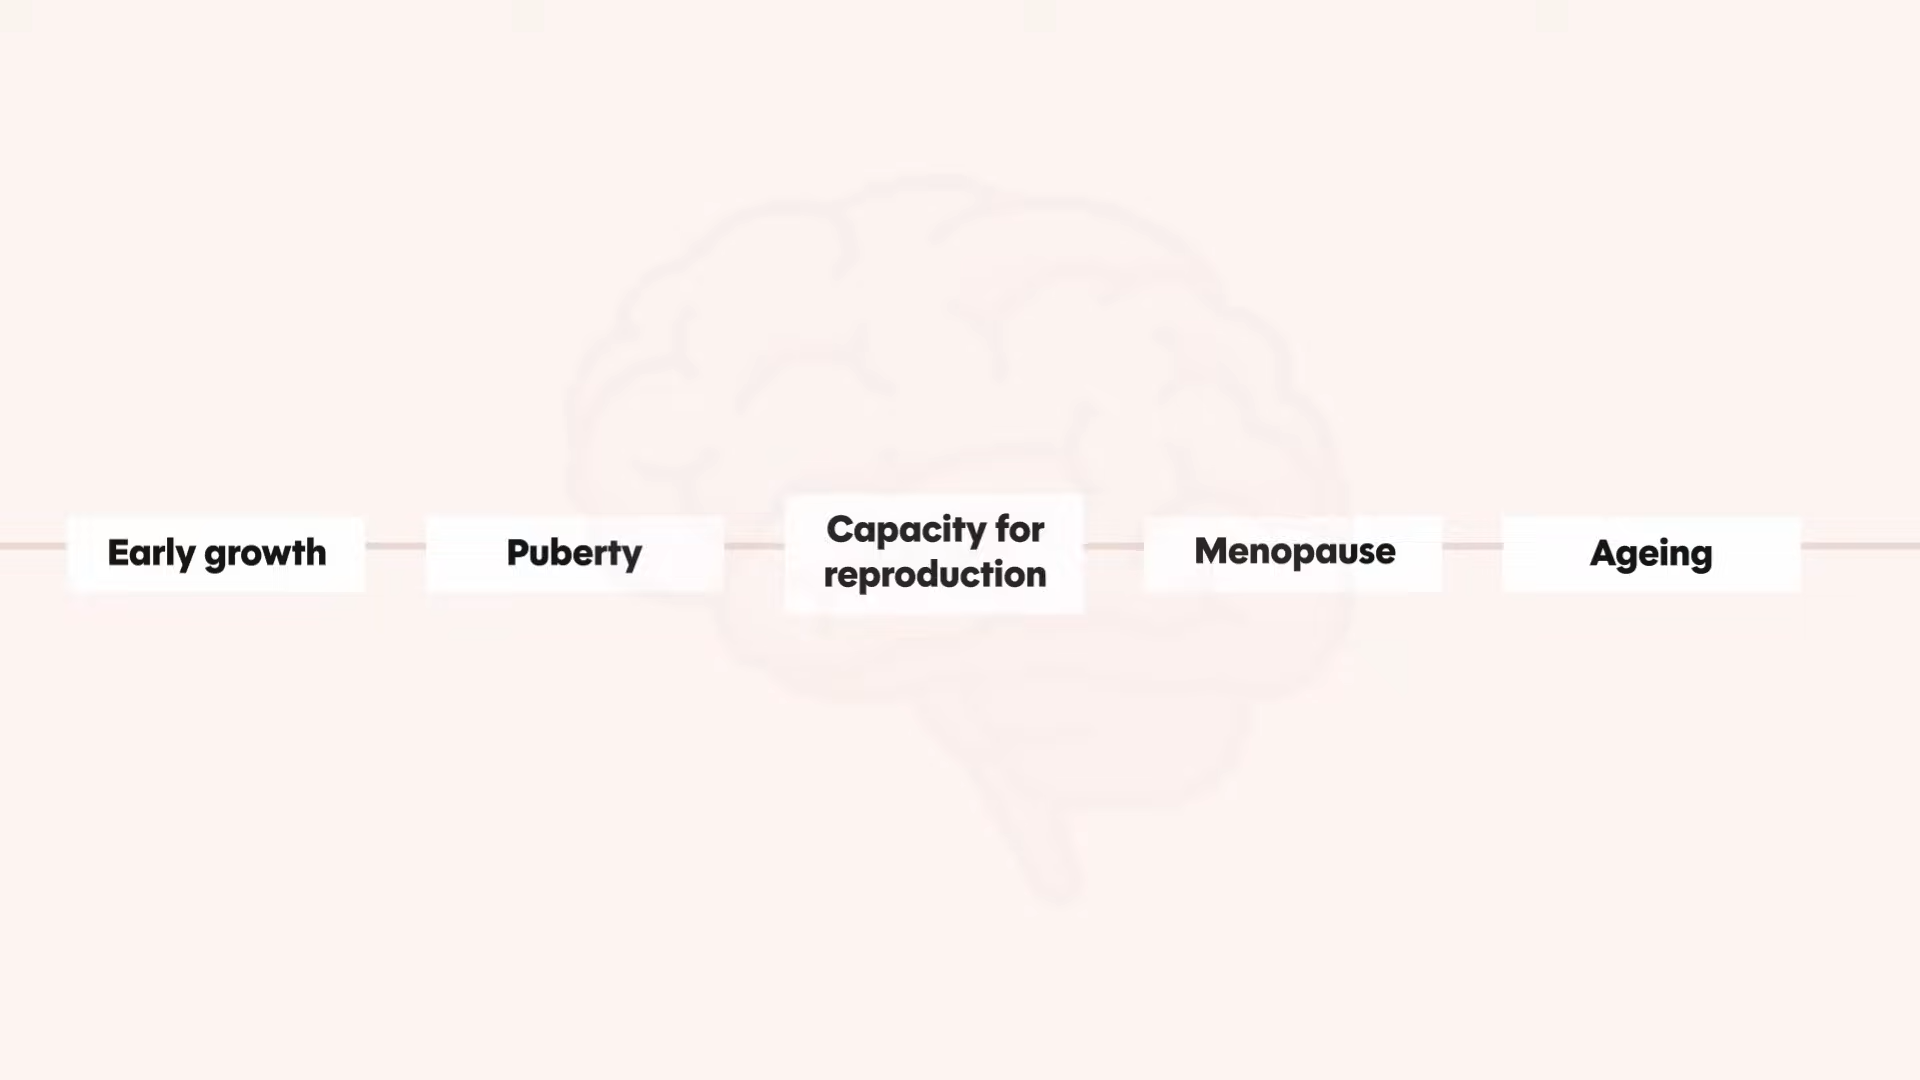 Early growth
Puberty
Capacity for
reproduction
Menopause
Ageing